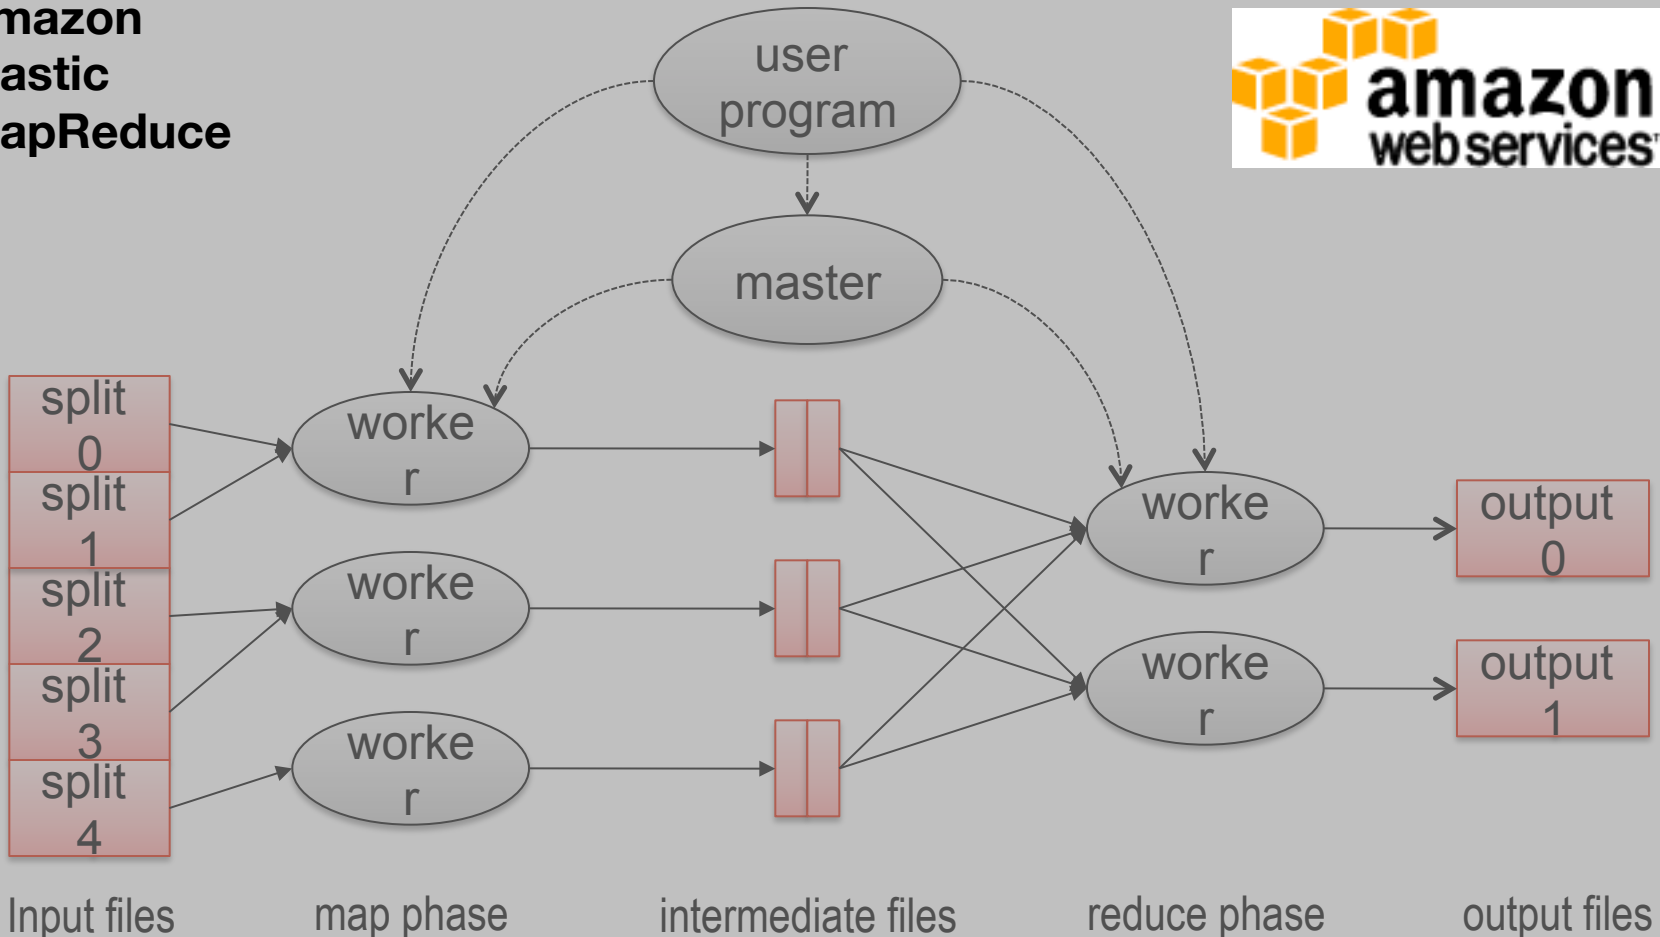 mazon
astic
apReduce
user
program
amazon
web services™
master
split
0
split
1
split
2
split
3
split
4
worke
r
worke
r
worke
r
worke
r
worke
r
output
0
output
1
Input files
map phase
intermediate files
reduce phase
output files